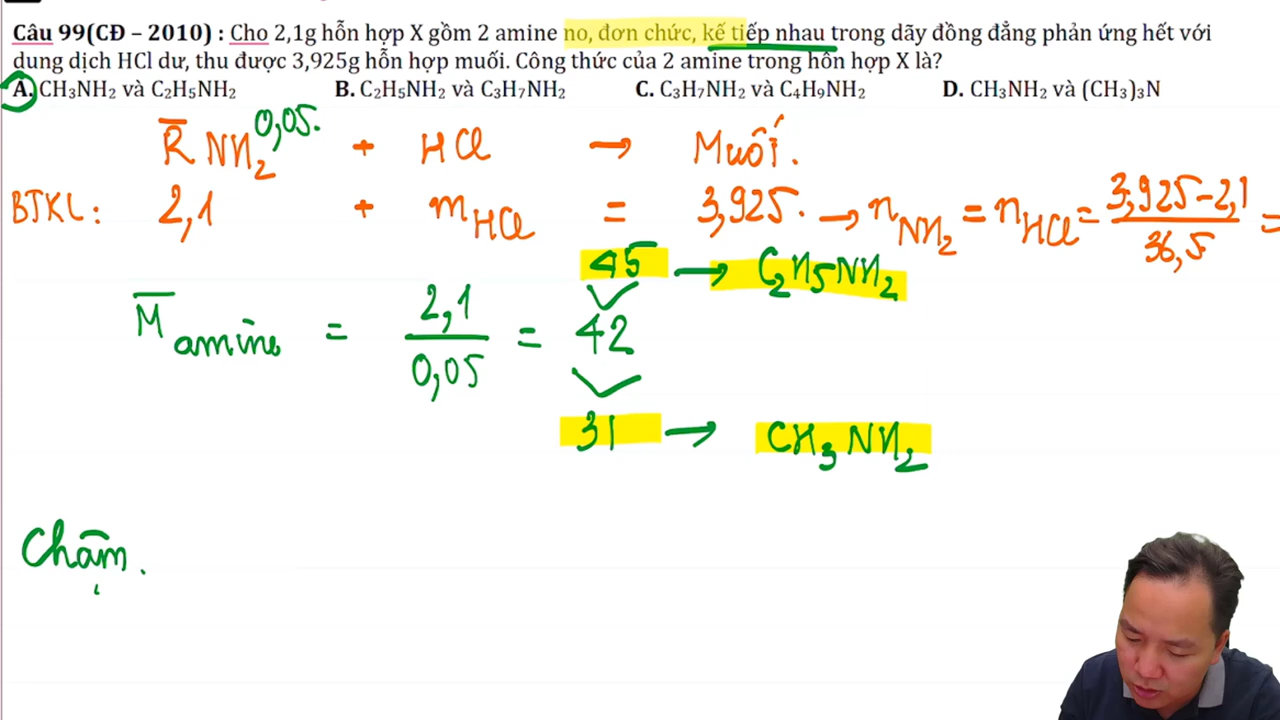 Câu 99(CĐ – 2010) : Cho 2,1g hỗn hợp X gồm 2 amine no, đơn chức, kế tiếp nhau trong dãy đồng đẳng phản ứng hết với
dung dịch HCl dư, thu được 3,925g hỗn hợp muối. Công thức của 2 amine trong hỗn hợp X là?
A. CH₃NH₂ và C₂H₅NH₂ B. C₂H₅NH₂ và C₃H₇NH₂ C. C₃H₇NH₂ và C₄H₉NH₂ D. CH₃NH₂ và (CH₃)₃N
0,05.
R̅ NH₂ + HCl → Muối.
BTKL: 2,1 + m_HCl = 3,925. → n_NH₂ = n_HCl = (3,925-2,1)/36,5 =
45 → C₂H₅NH₂
M̅ amine = 2,1/0,05 = 42
31 → CH₃NH₂
Chậm.